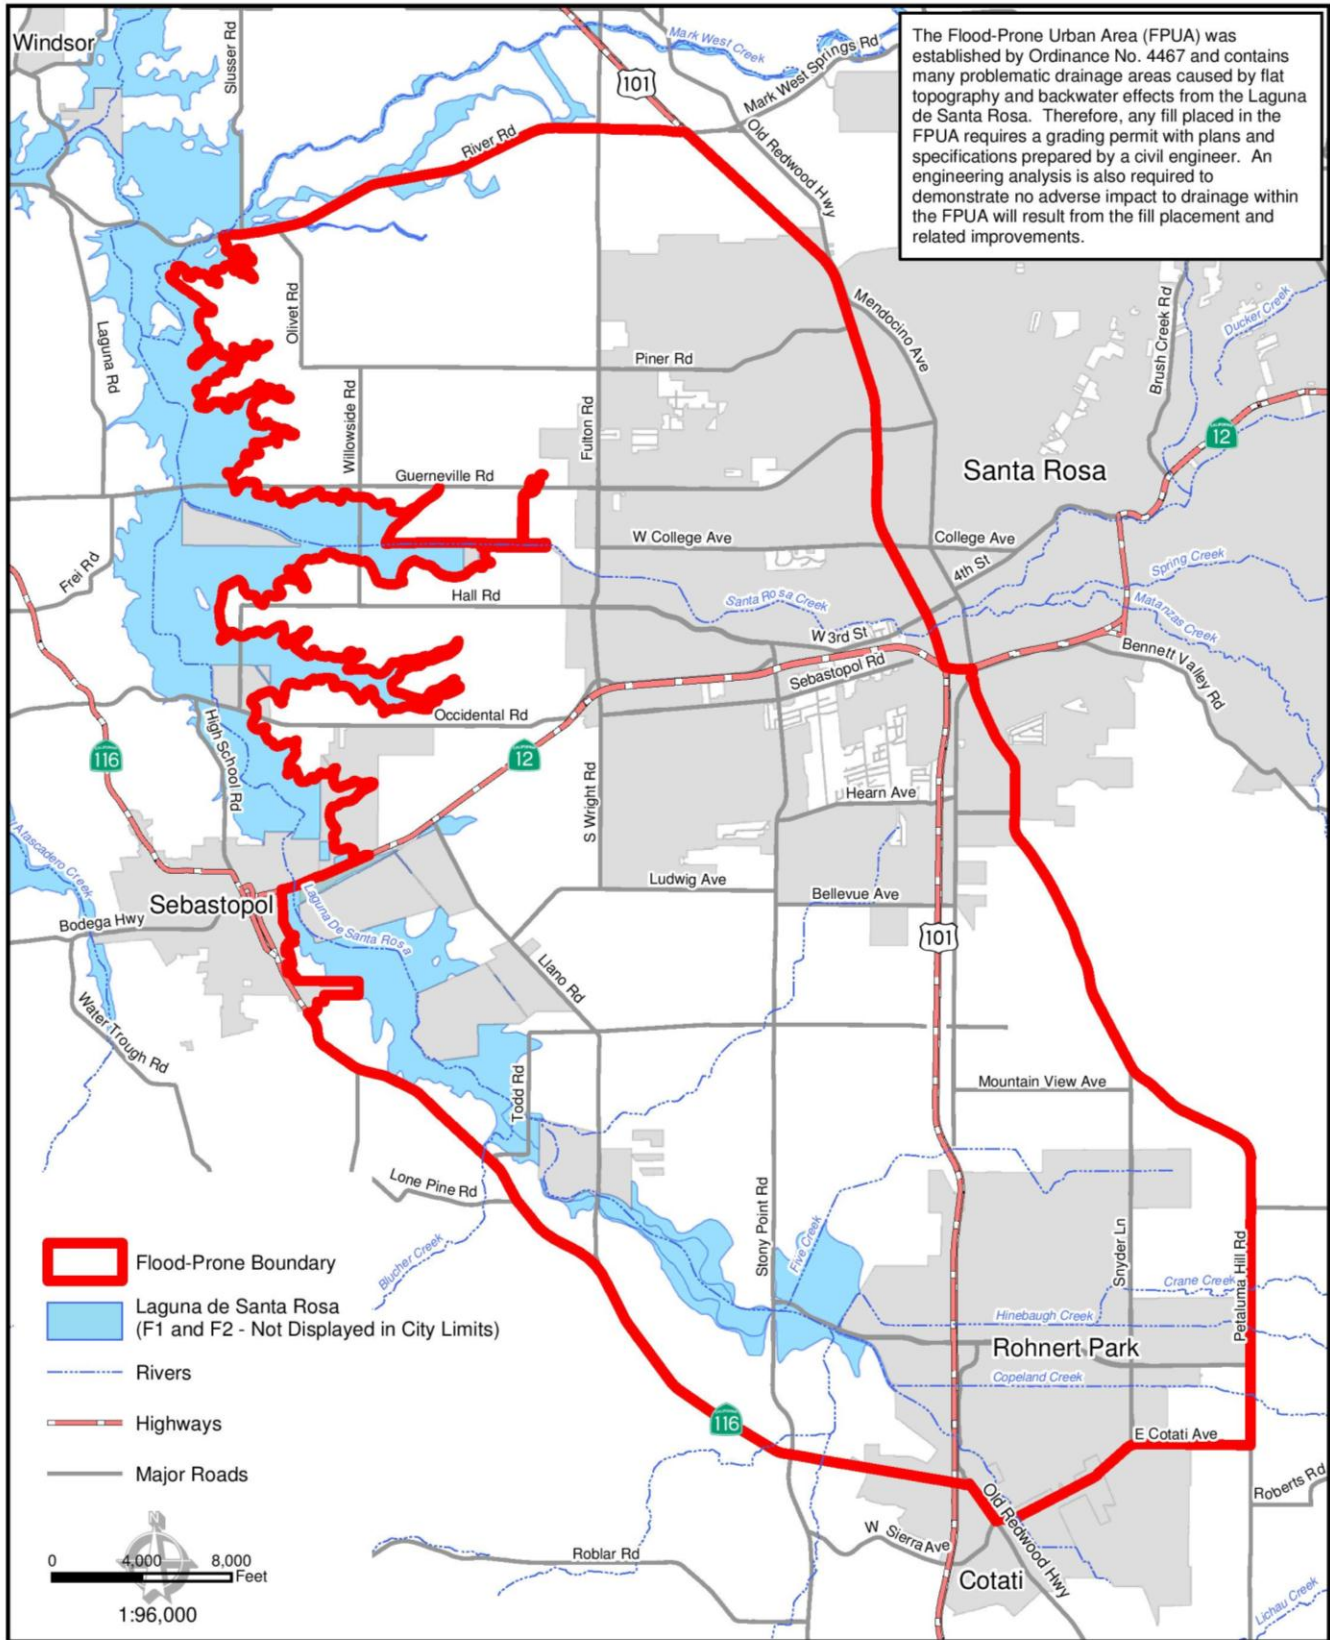 Windsor
Slusser Rd
Mark West Creek
Mark West Springs Rd
101
The Flood-Prone Urban Area (FPUA) was
established by Ordinance No. 4467 and contains
many problematic drainage areas caused by flat
topography and backwater effects from the Laguna
de Santa Rosa. Therefore, any fill placed in the
FPUA requires a grading permit with plans and
specifications prepared by a civil engineer. An
engineering analysis is also required to
demonstrate no adverse impact to drainage within
the FPUA will result from the fill placement and
related improvements.
River Rd
Old Redwood Hwy
Olivet Rd
Laguna Rd
Mendocino Ave
Brush Creek Rd
Ducker Creek
Piner Rd
Willowside Rd
Fulton Rd
CALIFORNIA
12
Guerneville Rd
Santa Rosa
W College Ave
College Ave
4th St
Frei Rd
Spring Creek
Hall Rd
Santa Rosa Creek
Matanzas Creek
W 3rd St
Bennett Valley Rd
Sebastopol Rd
High School Rd
Occidental Rd
CALIFORNIA
116
CALIFORNIA
12
S Wright Rd
Hearn Ave
Atascadero Creek
Ludwig Ave
Bellevue Ave
Sebastopol
Bodega Hwy
Laguna De Santa Rosa
101
Llano Rd
Water Trough Rd
Todd Rd
Mountain View Ave
Lone Pine Rd
Stony Point Rd
Five Creek
Snyder Ln
Petaluma Hill Rd
Blucher Creek
Crane Creek
Hinebaugh Creek
Rohnert Park
Copeland Creek
CALIFORNIA
116
E Cotati Ave
Old Redwood Hwy
Roberts Rd
W Sierra Ave
Roblar Rd
Cotati
Lichau Creek
Flood-Prone Boundary
Laguna de Santa Rosa
(F1 and F2 - Not Displayed in City Limits)
Rivers
Highways
Major Roads
N
0 4,000 8,000
Feet
1:96,000